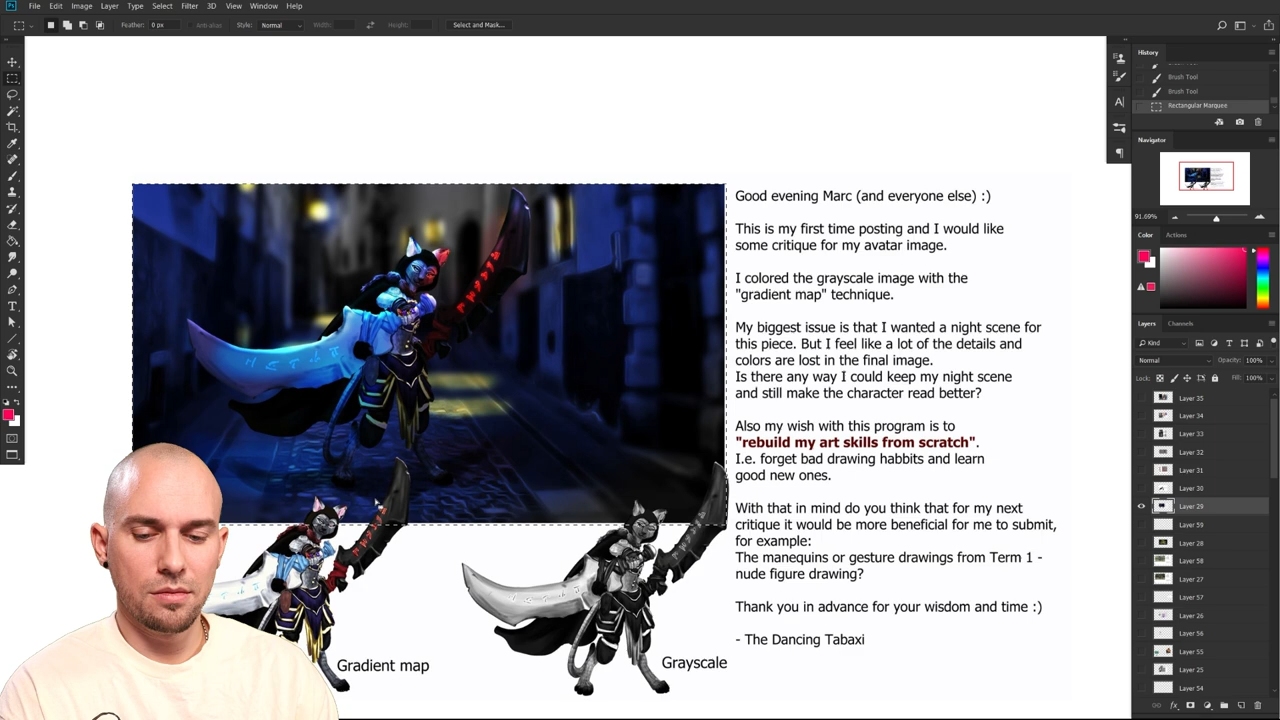 Ps File Edit Image Layer Type Select Filter 3D View Window Help
Feather: 0 px Anti-alias Style: Normal Width: Height: Select and Mask...
History
Brush Tool
Brush Tool
Rectangular Marquee
Navigator
91.69%
Color Actions
Layers Channels
Kind
Normal Opacity: 100%
Lock: Fill: 100%
Layer 35
Layer 34
Layer 33
Layer 32
Layer 31
Layer 30
Layer 29
Layer 59
Layer 28
Layer 58
Layer 27
Layer 57
Layer 26
Layer 56
Layer 55
Layer 25
Layer 54
Good evening Marc (and everyone else) :)
This is my first time posting and I would like
some critique for my avatar image.
I colored the grayscale image with the
"gradient map" technique.
My biggest issue is that I wanted a night scene for
this piece. But I feel like a lot of the details and
colors are lost in the final image.
Is there any way I could keep my night scene
and still make the character read better?
Also my wish with this program is to
"rebuild my art skills from scratch".
I.e. forget bad drawing habbits and learn
good new ones.
With that in mind do you think that for my next
critique it would be more beneficial for me to submit,
for example:
The manequins or gesture drawings from Term 1 -
nude figure drawing?
Thank you in advance for your wisdom and time :)
- The Dancing Tabaxi
Gradient map
Grayscale